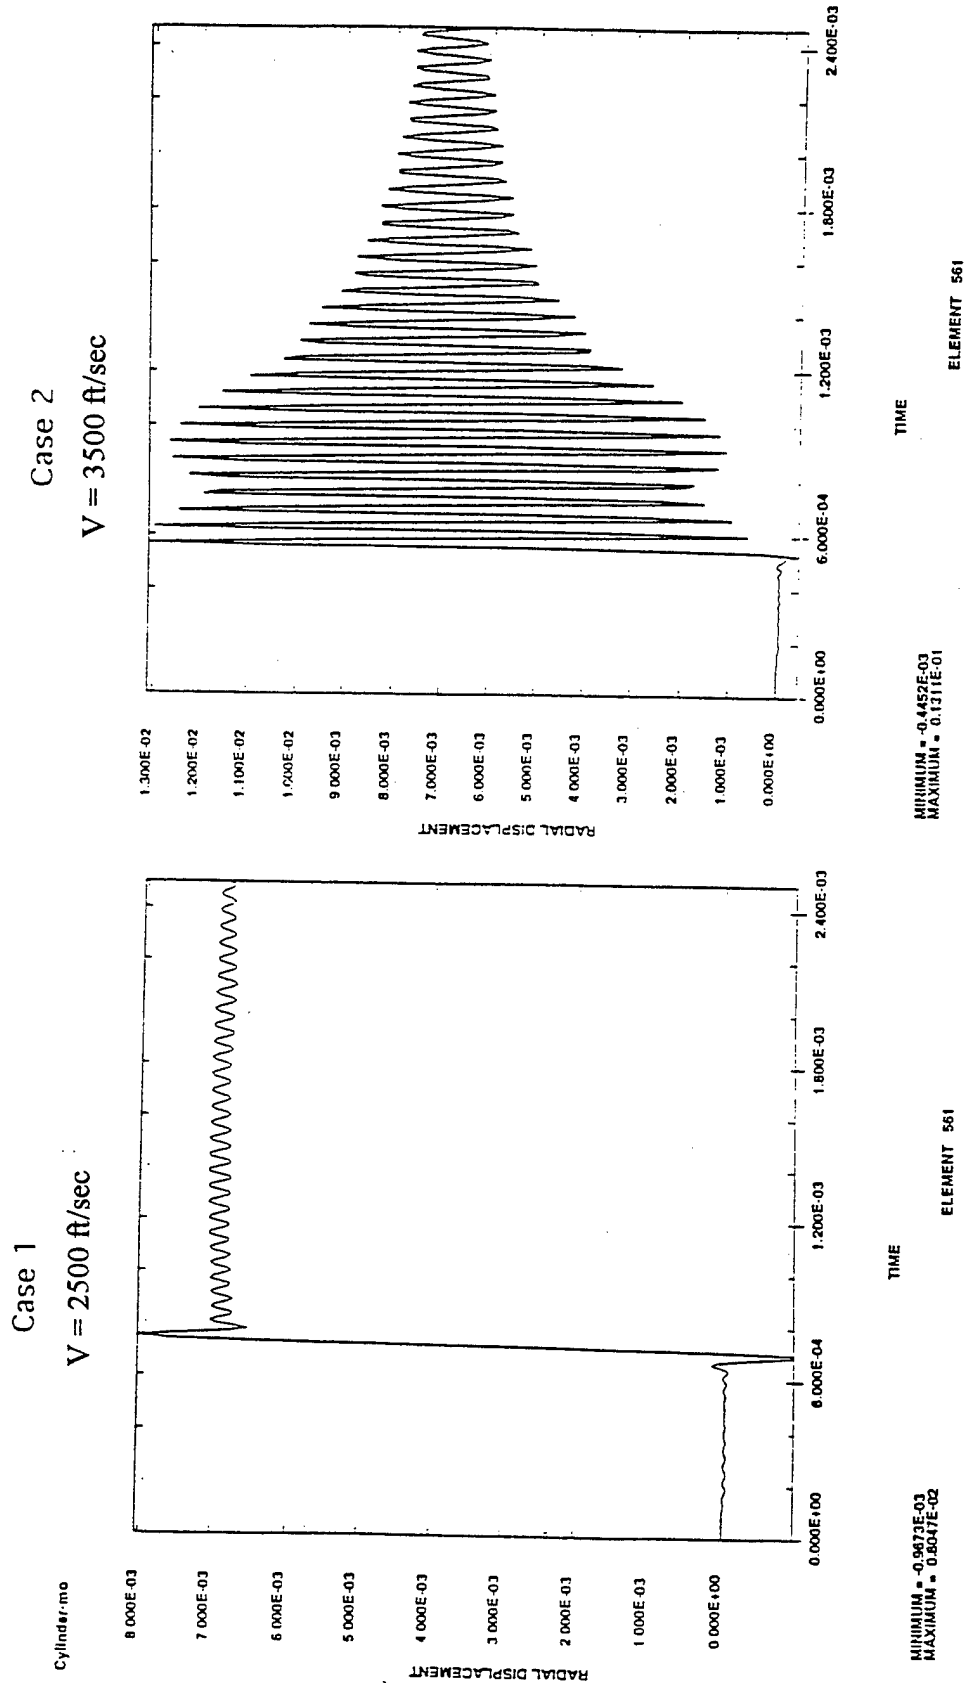 Cylinder-mo
Case 1
V = 2500 ft/sec
8.000E-03
7.000E-03
6.000E-03
5.000E-03
4.000E-03
3.000E-03
2.000E-03
1.000E-03
0.000E+00
RADIAL DISPLACEMENT
0.000E+00
6.000E-04
1.200E-03
1.800E-03
2.400E-03
TIME
MINIMUM = -0.9673E-03
MAXIMUM = 0.8047E-02
ELEMENT 561
Case 2
V = 3500 ft/sec
1.300E-02
1.200E-02
1.100E-02
1.000E-02
9.000E-03
8.000E-03
7.000E-03
6.000E-03
5.000E-03
4.000E-03
3.000E-03
2.000E-03
1.000E-03
0.000E+00
RADIAL DISPLACEMENT
0.000E+00
6.000E-04
1.200E-03
1.800E-03
2.400E-03
TIME
MINIMUM = -0.4452E-03
MAXIMUM = 0.1311E-01
ELEMENT 561